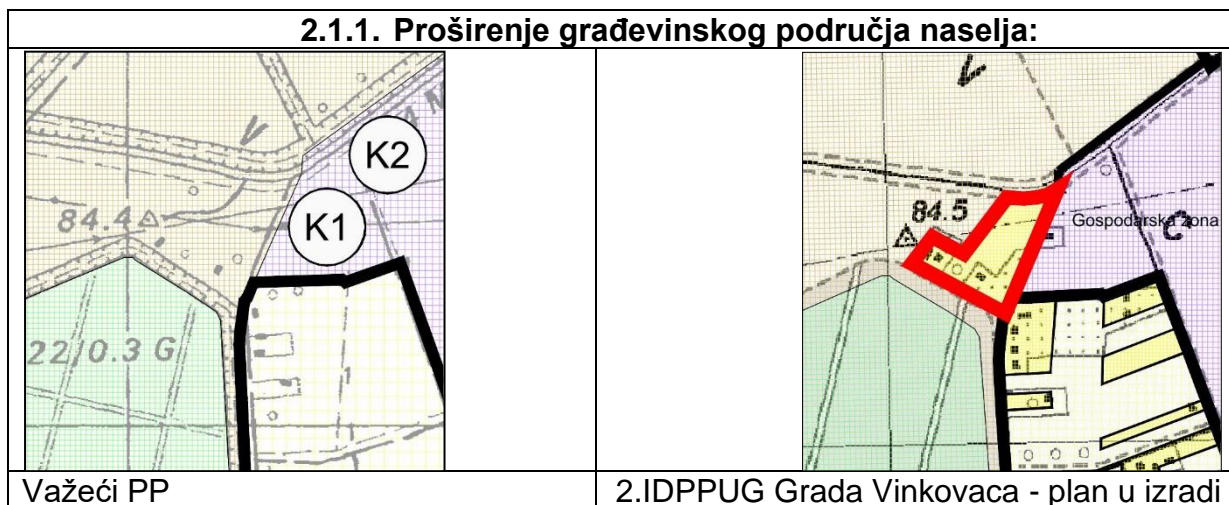 2.1.1. Proširenje građevinskog područja naselja:
K2
K1
84.4
22/0.3 G
84.5
Gospodarska zona
Važeći PP
2.IDPPUG Grada Vinkovaca - plan u izradi